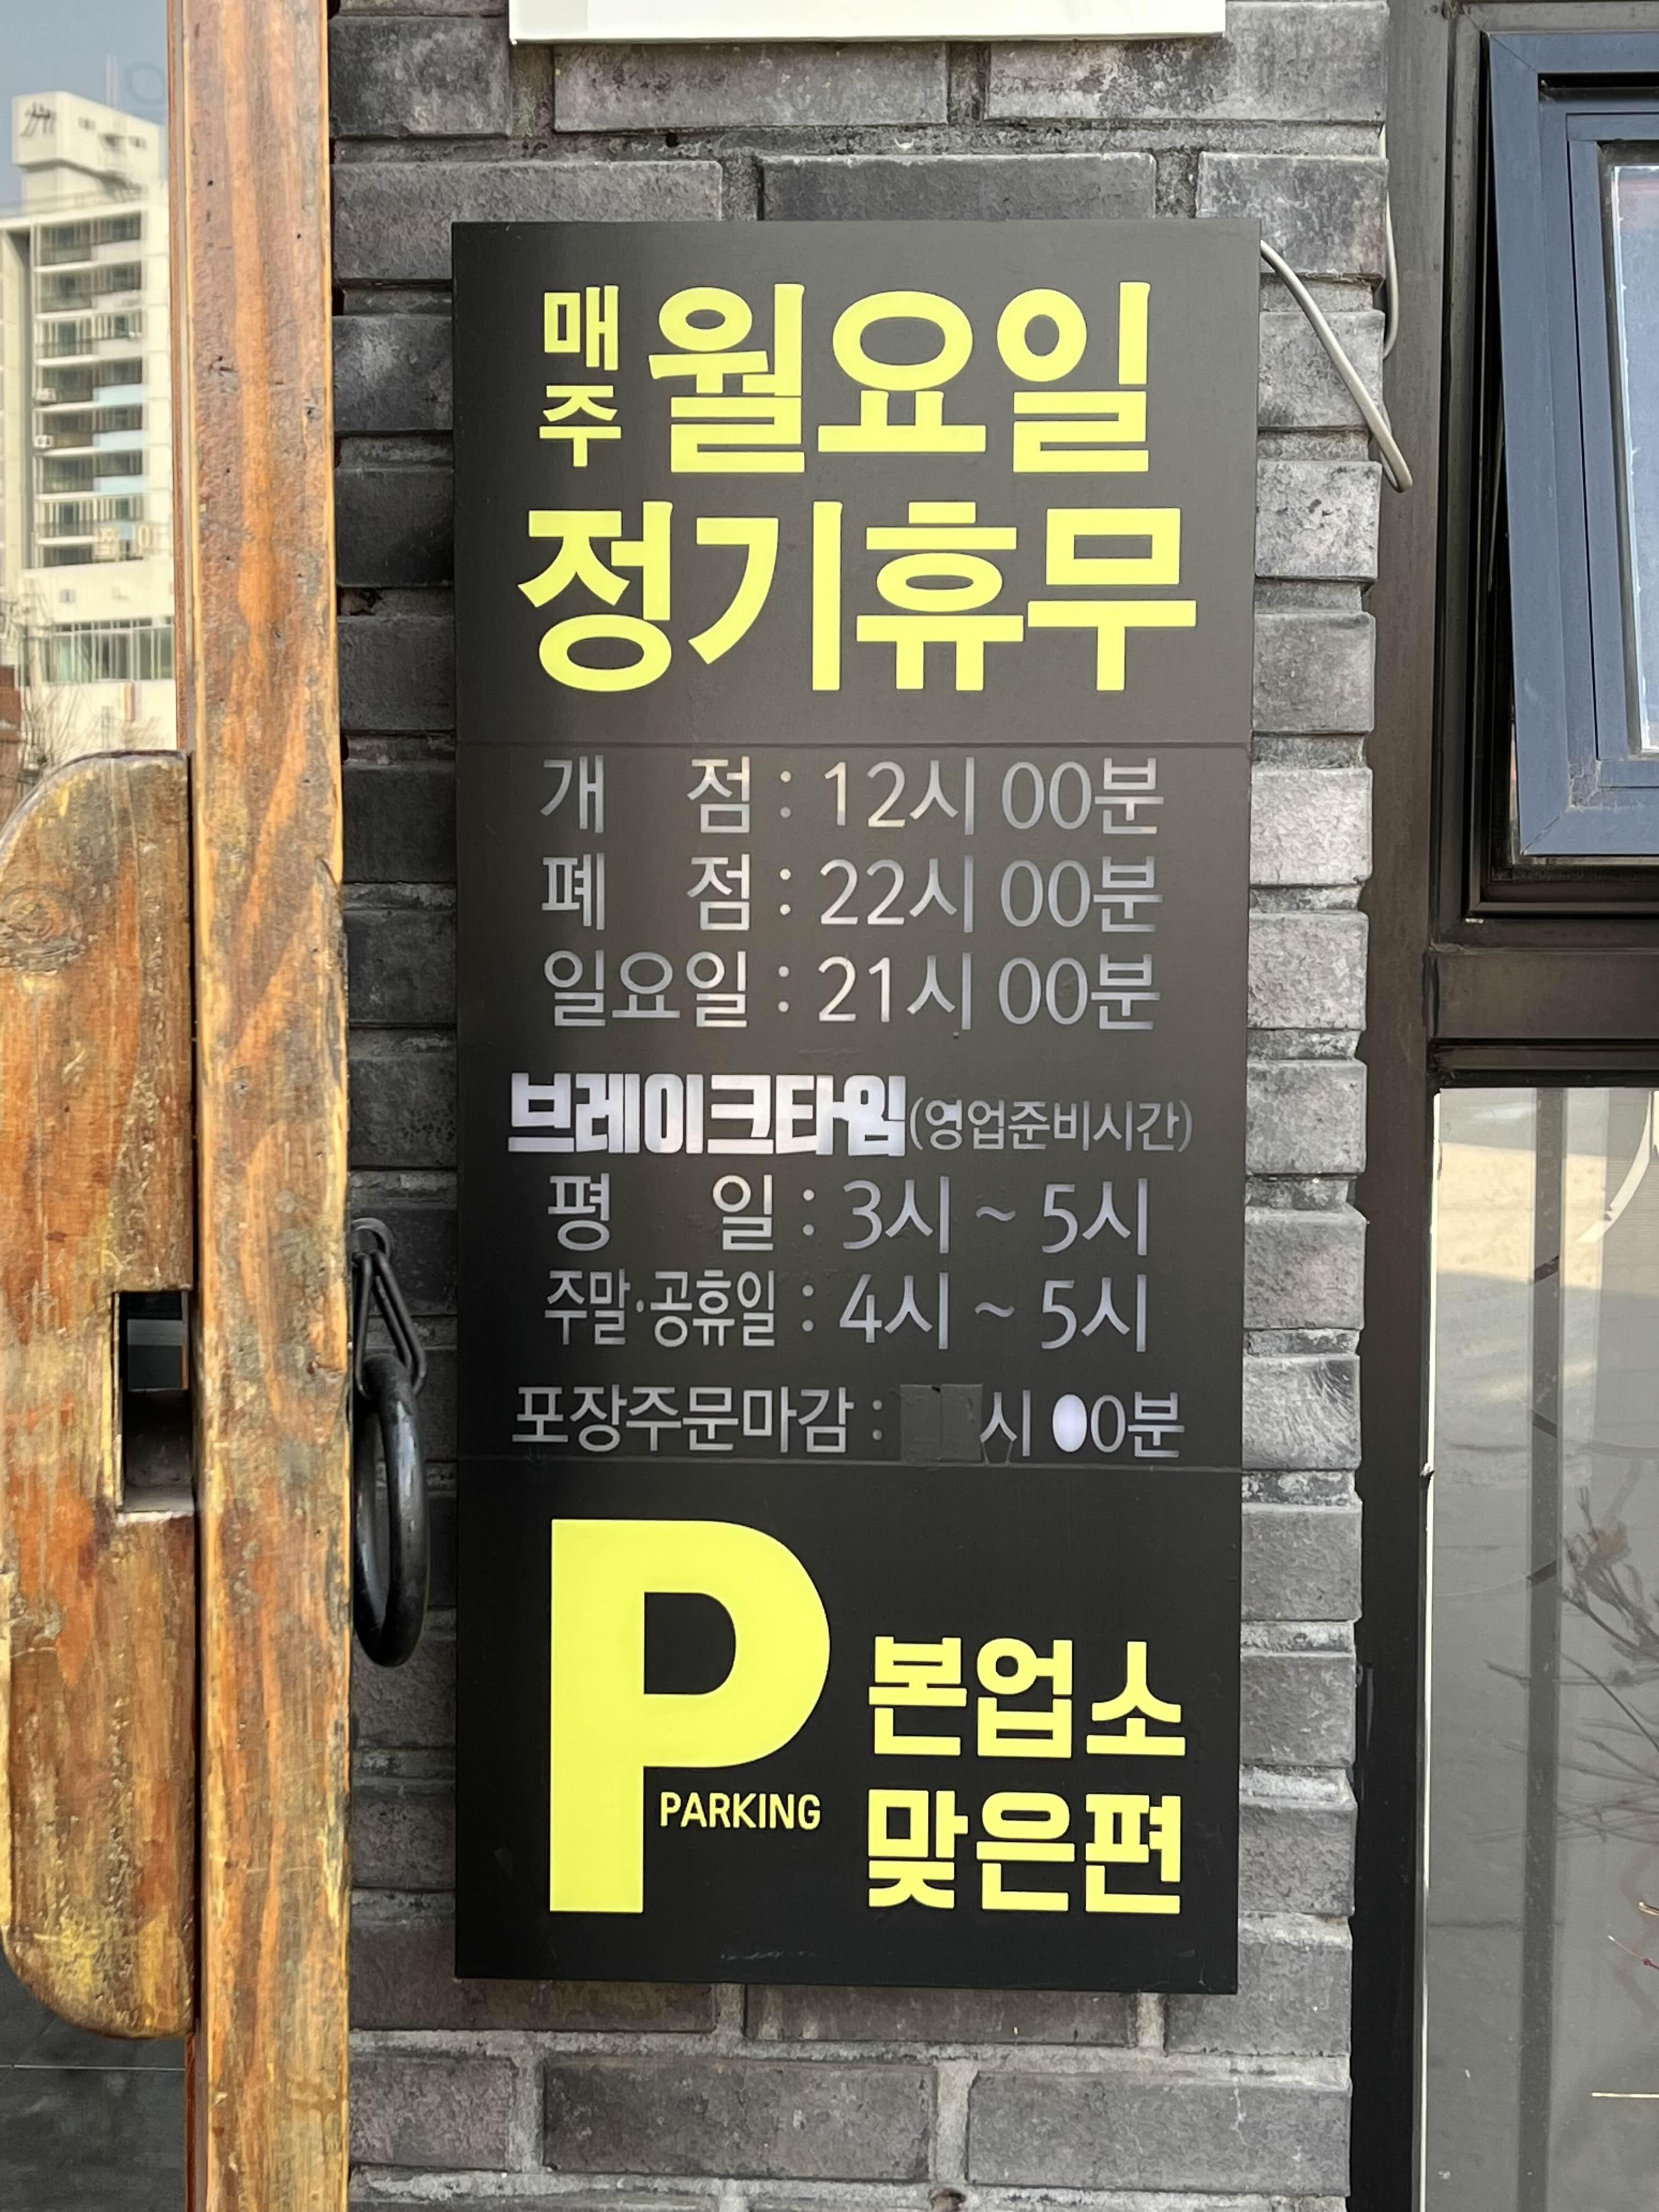 매주 월요일
정기휴무
개 점 : 12시 00분
폐 점 : 22시 00분
일요일 : 21시 00분
브레이크타임(영업준비시간)
평 일 : 3시 ~ 5시
주말·공휴일 : 4시 ~ 5시
포장주문마감 : 시 00분
P PARKING
본업소
맞은편